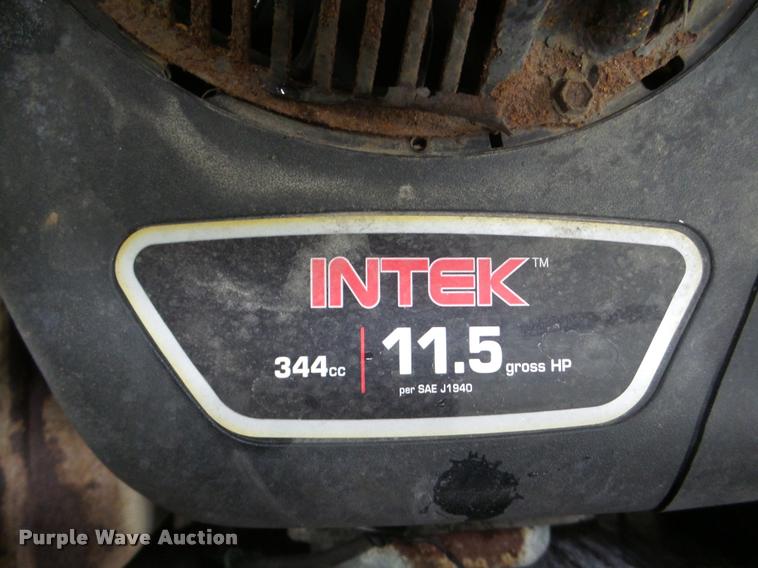 INTEK™
344cc 11.5 gross HP
per SAE J1940
Purple Wave Auction